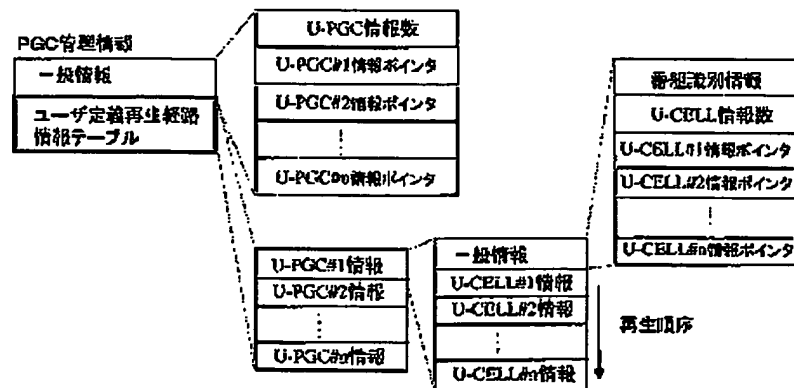 PGC管理情報
一般情報
ユーザ定義再生経路
情報テーブル
U-PGC情報数
U-PGC#1情報ポインタ
U-PGC#2情報ポインタ
U-PGC#n情報ポインタ
U-PGC#1情報
U-PGC#2情報
U-PGC#n情報
一般情報
U-CELL#1情報
U-CELL#2情報
U-CELL#n情報
番組識別情報
U-CELL情報数
U-CELL#1情報ポインタ
U-CELL#2情報ポインタ
U-CELL#n情報ポインタ
再生順序